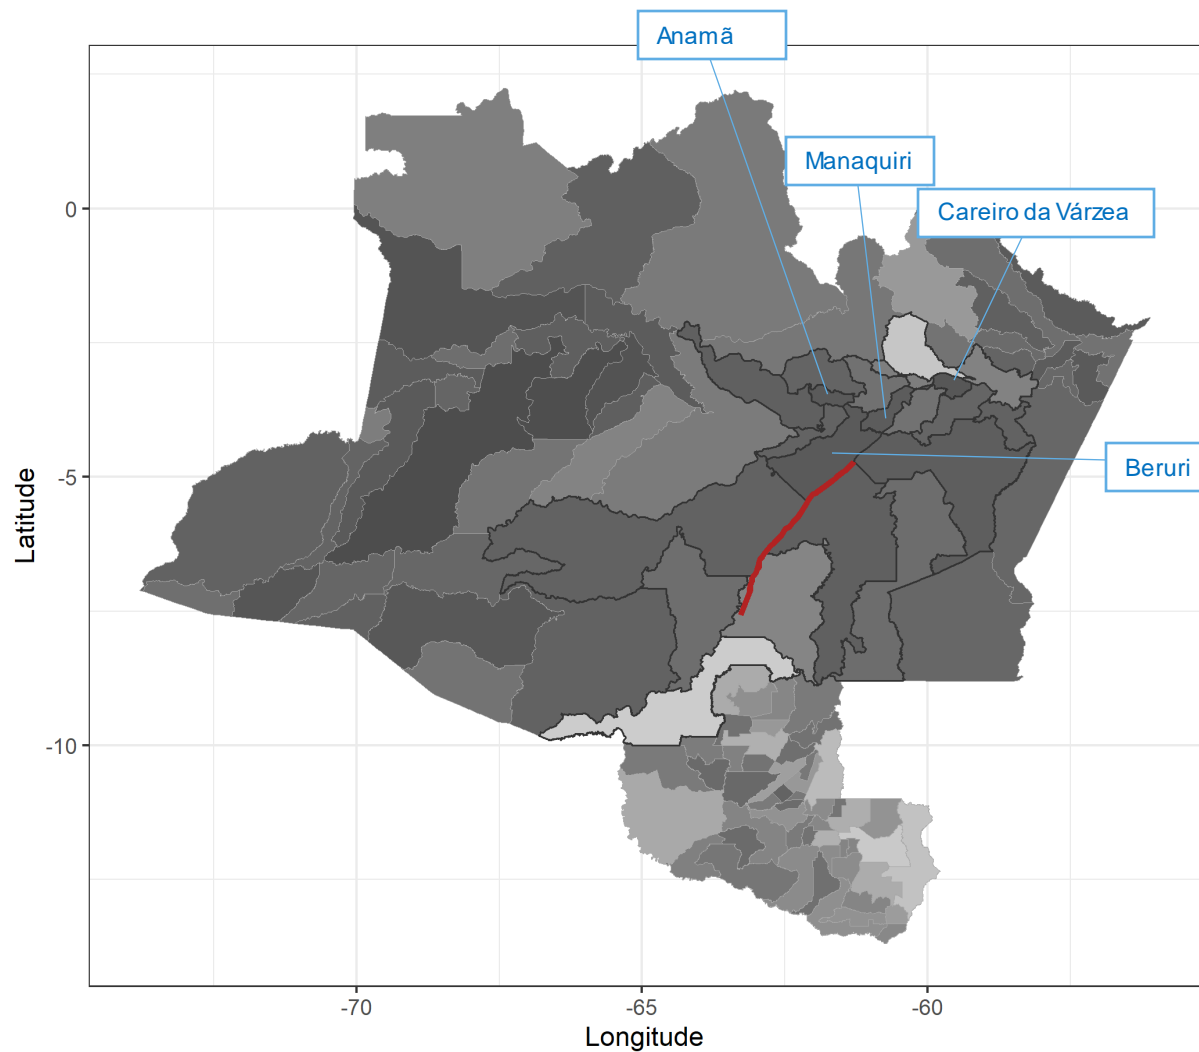 Anamã
Manaquiri
Careiro da Várzea
Beruri
0
-5
-10
Latitude
-70
-65
-60
Longitude